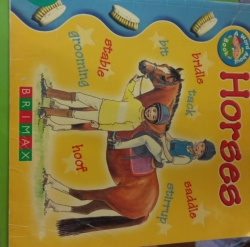 Horses
bridle
bit
tack
stable
grooming
hoof
saddle
stirrup
BRIMAX